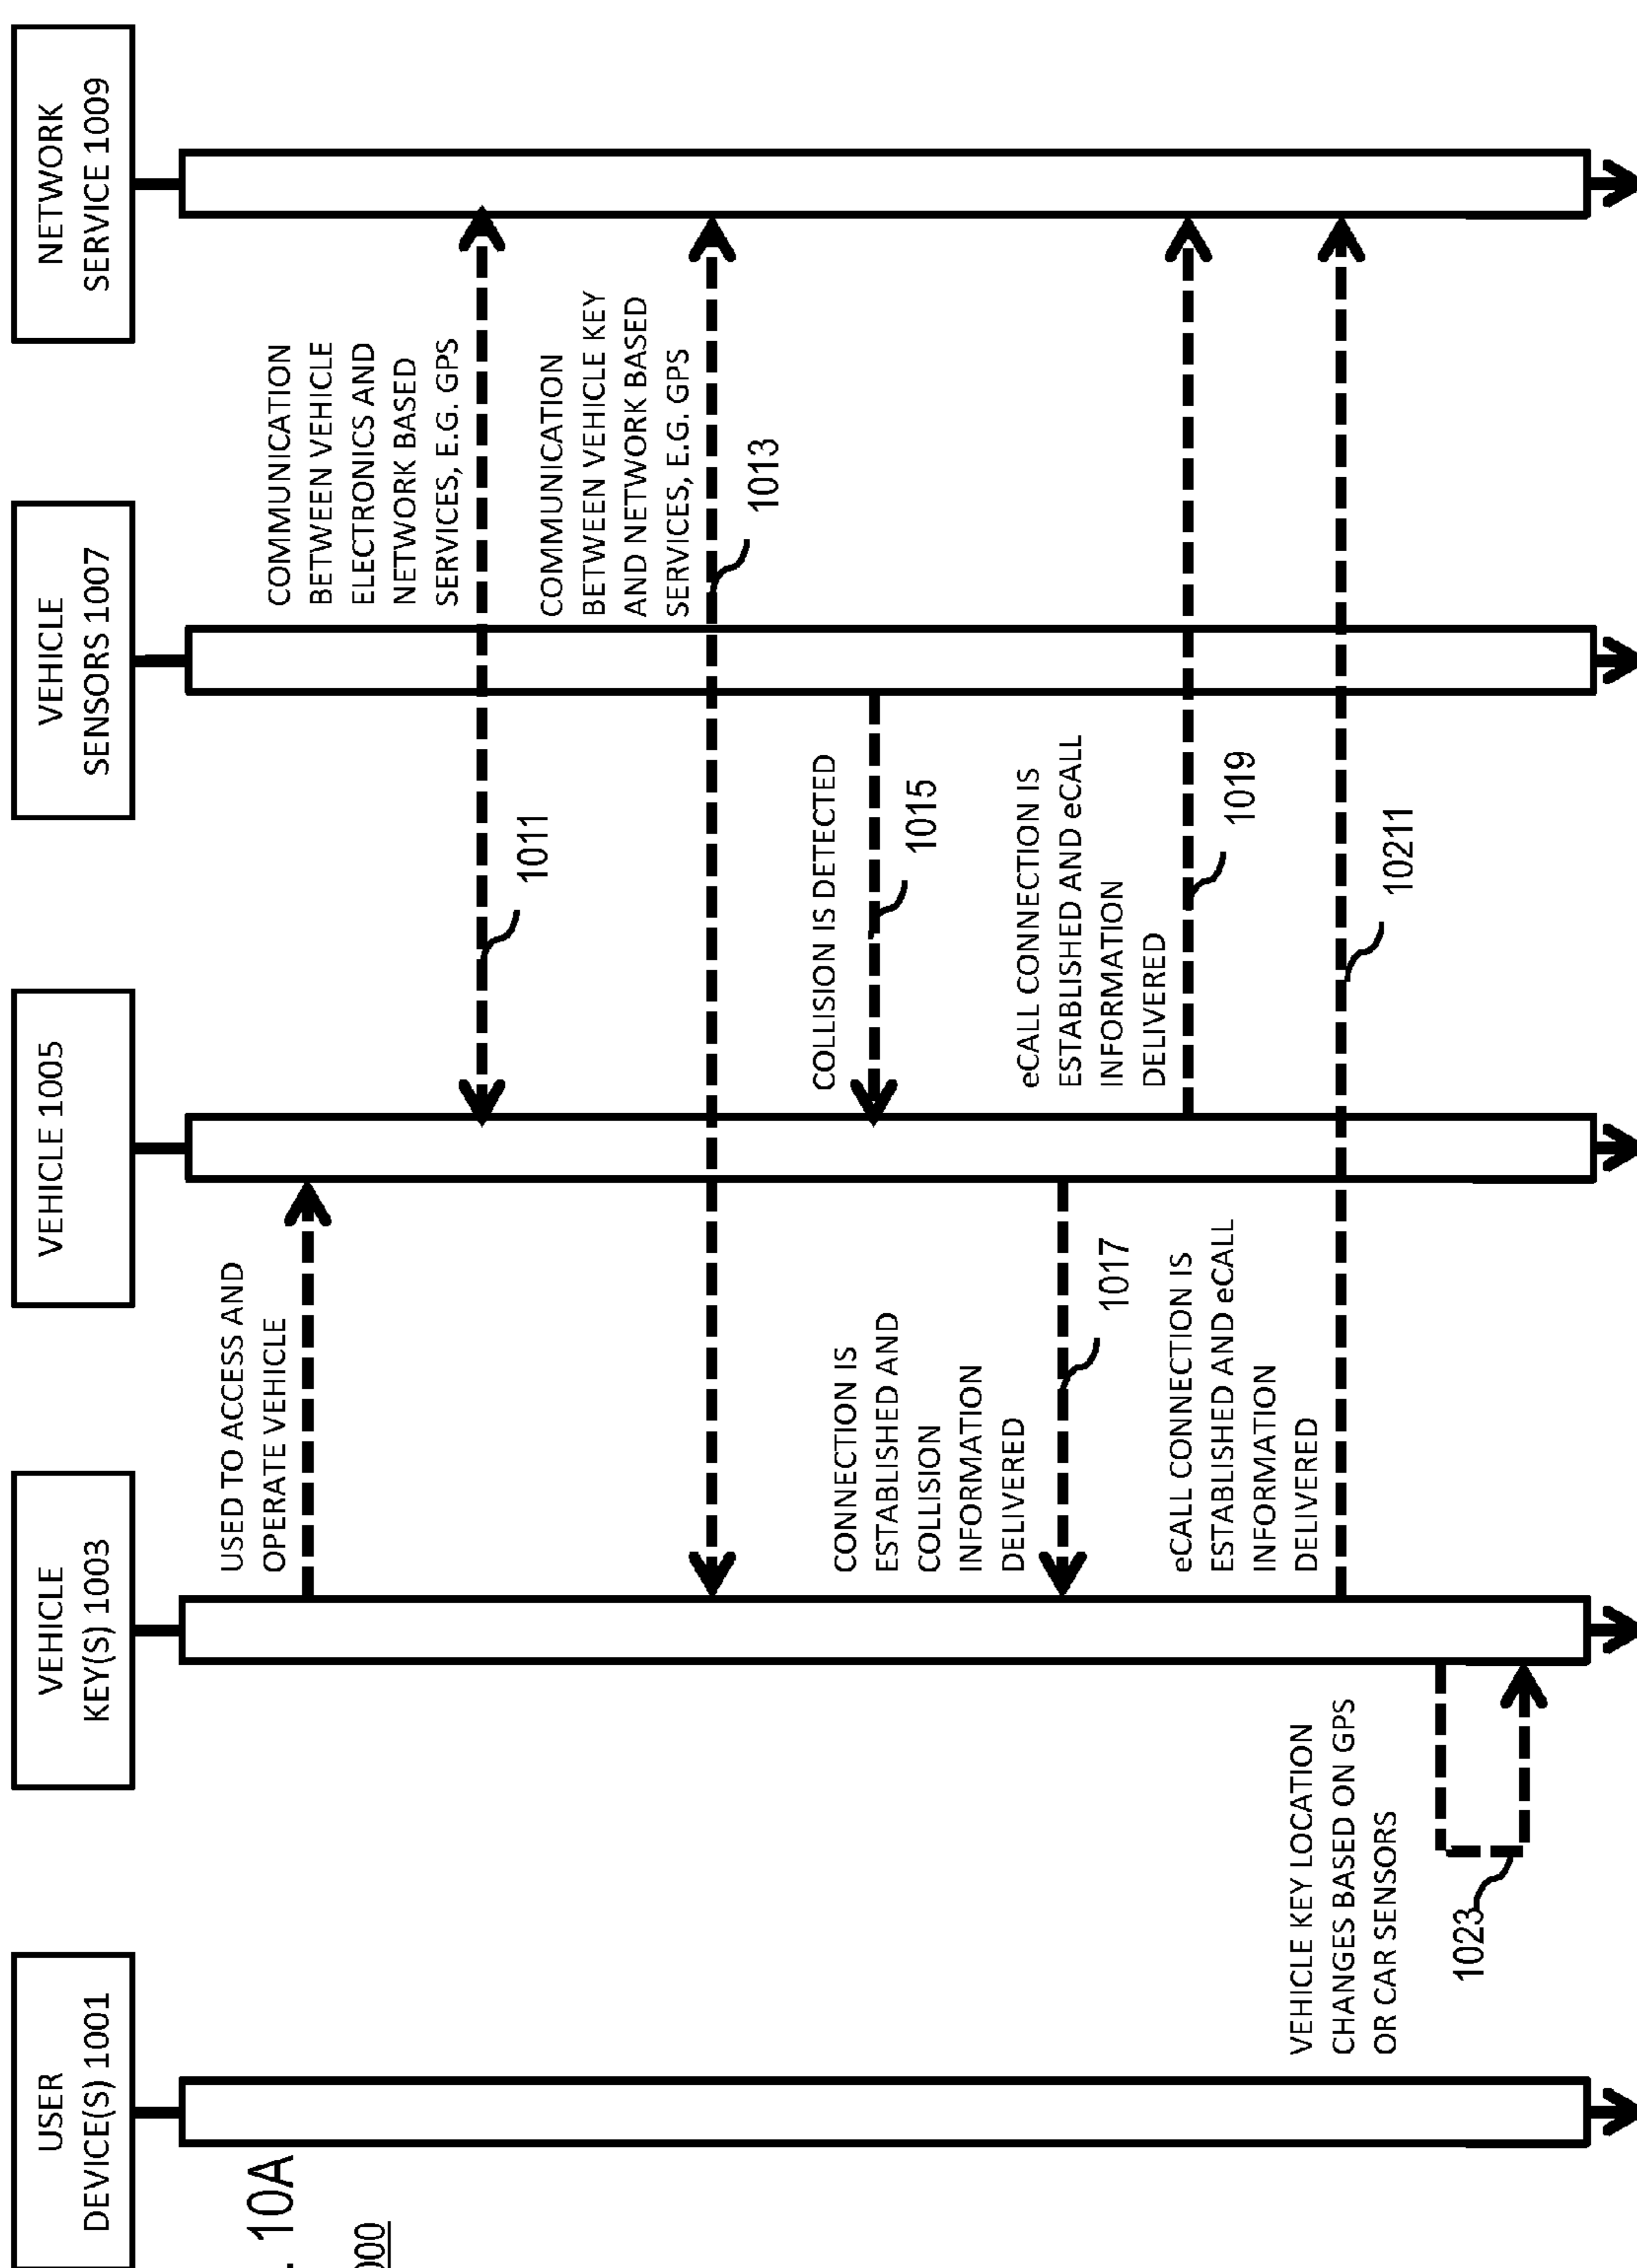 USER
DEVICE(S) 1001
VEHICLE
KEY(S) 1003
VEHICLE 1005
VEHICLE
SENSORS 1007
NETWORK
SERVICE 1009
. 10A
000
USED TO ACCESS AND
OPERATE VEHICLE
COMMUNICATION
BETWEEN VEHICLE
ELECTRONICS AND
NETWORK BASED
SERVICES, E.G. GPS
1011
COMMUNICATION
BETWEEN VEHICLE KEY
AND NETWORK BASED
SERVICES, E.G. GPS
1013
COLLISION IS DETECTED
1015
CONNECTION IS
ESTABLISHED AND
COLLISION
INFORMATION
DELIVERED
1017
eCALL CONNECTION IS
ESTABLISHED AND eCALL
INFORMATION
DELIVERED
1019
eCALL CONNECTION IS
ESTABLISHED AND eCALL
INFORMATION
DELIVERED
10211
VEHICLE KEY LOCATION
CHANGES BASED ON GPS
OR CAR SENSORS
1023